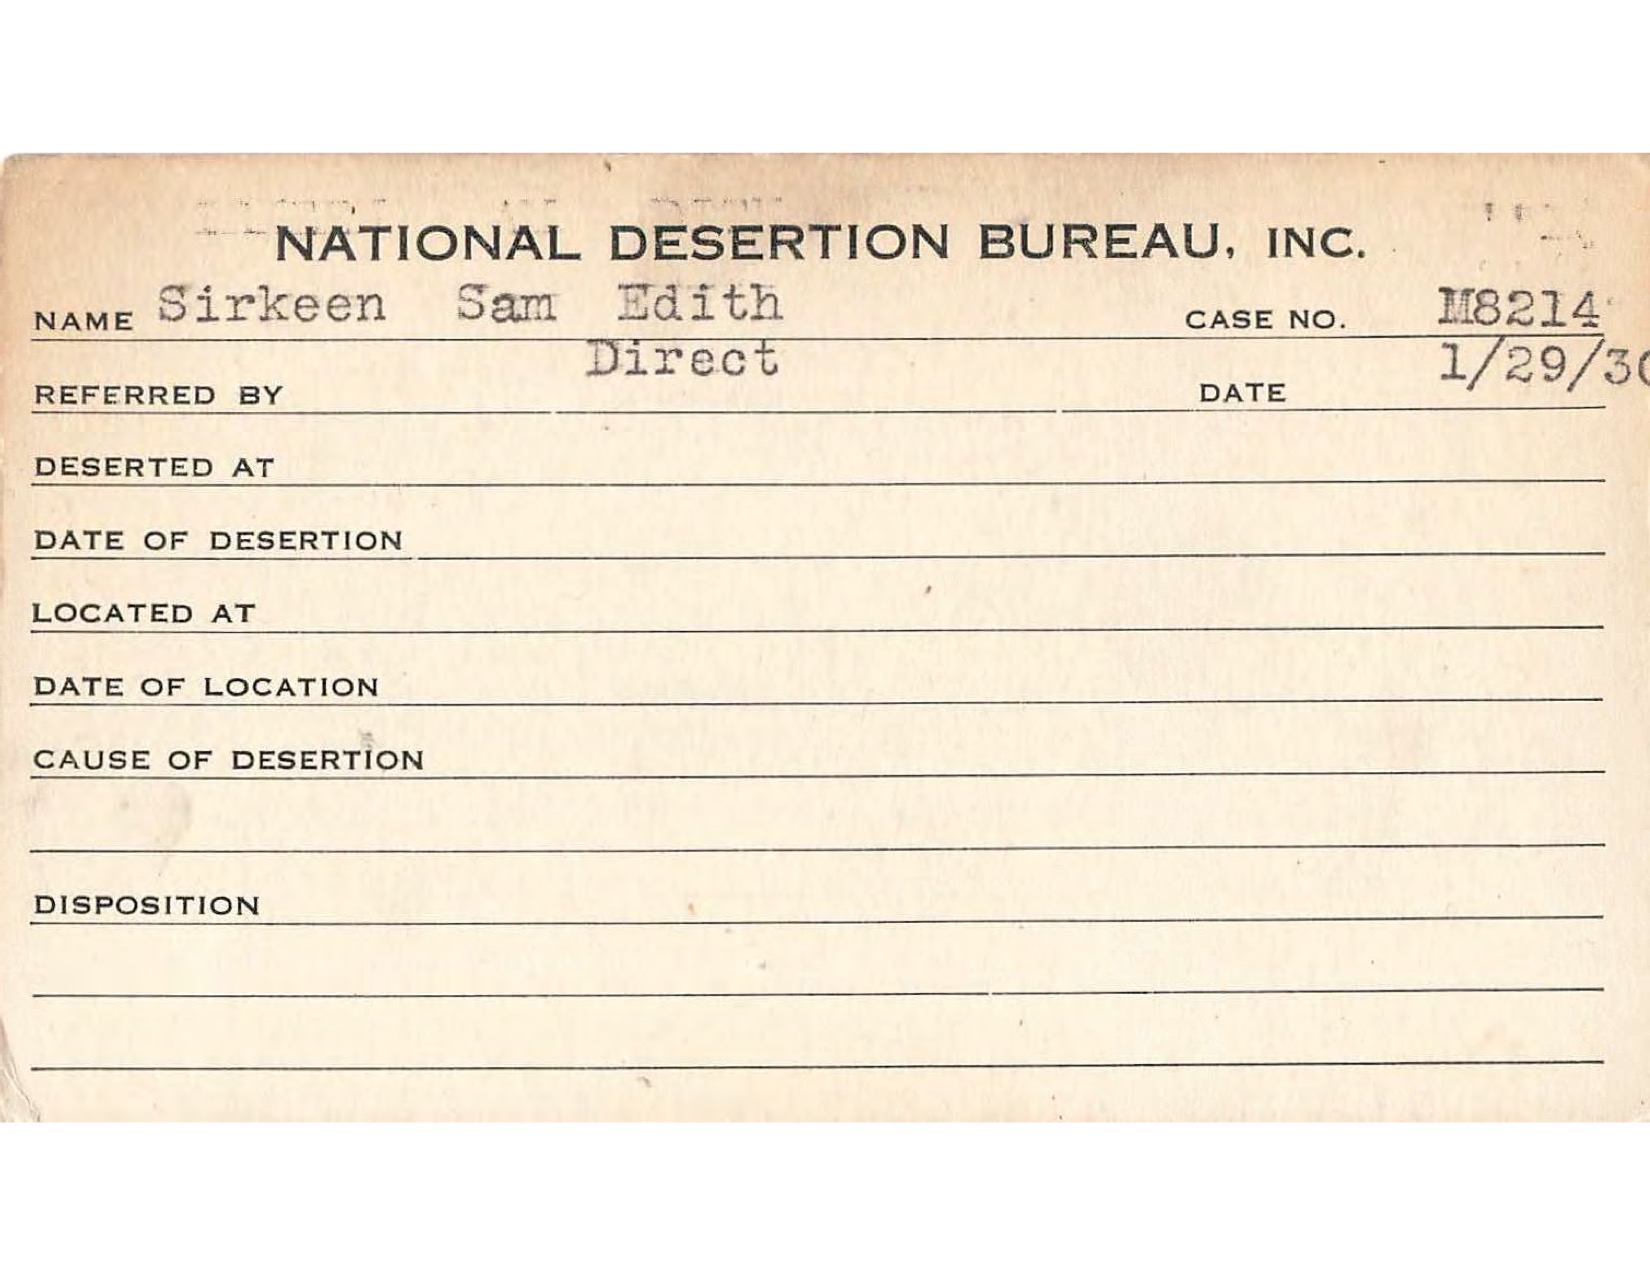 NATIONAL DESERTION BUREAU, INC.
NAME Sirkeen Sam Edith CASE NO. M8214
REFERRED BY Direct DATE 1/29/30
DESERTED AT
DATE OF DESERTION
LOCATED AT
DATE OF LOCATION
CAUSE OF DESERTION
DISPOSITION